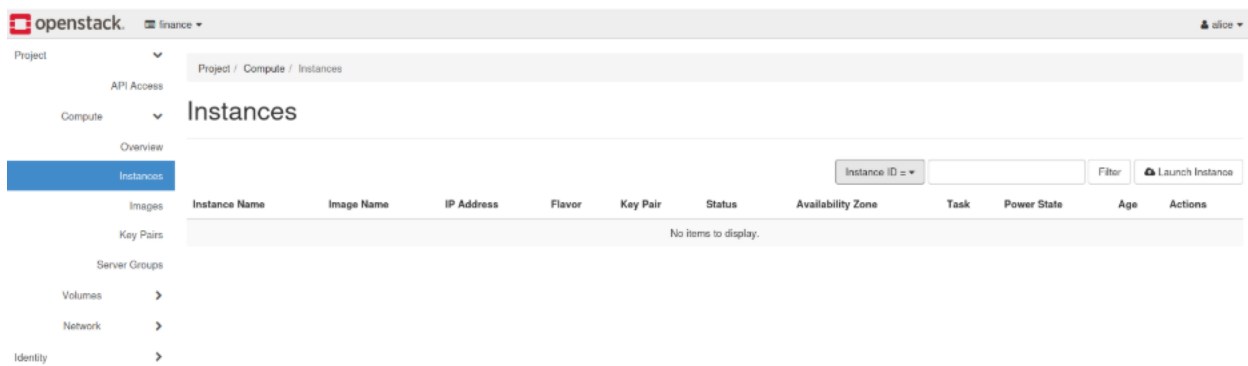 openstack. finance alice
Project
API Access
Compute
Overview
Instances
Images
Key Pairs
Server Groups
Volumes
Network
Identity
Project / Compute / Instances
Instances
Instance ID = Filter Launch Instance
Instance Name Image Name IP Address Flavor Key Pair Status Availability Zone Task Power State Age Actions
No items to display.